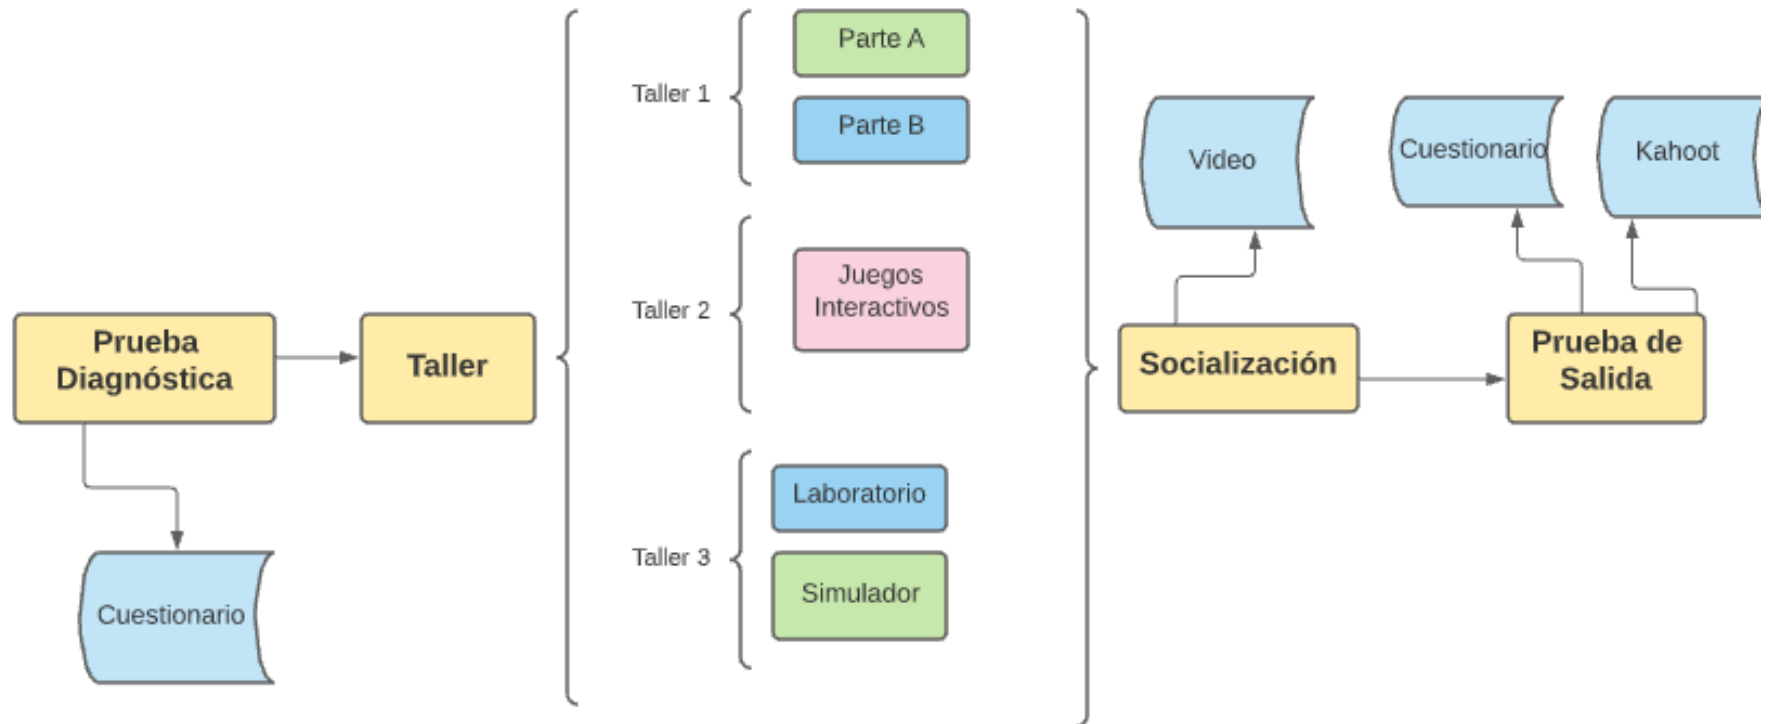 Prueba
Diagnóstica
Cuestionario
Taller
Taller 1
Parte A
Parte B
Taller 2
Juegos
Interactivos
Taller 3
Laboratorio
Simulador
Video
Socialización
Cuestionario
Kahoot
Prueba de
Salida